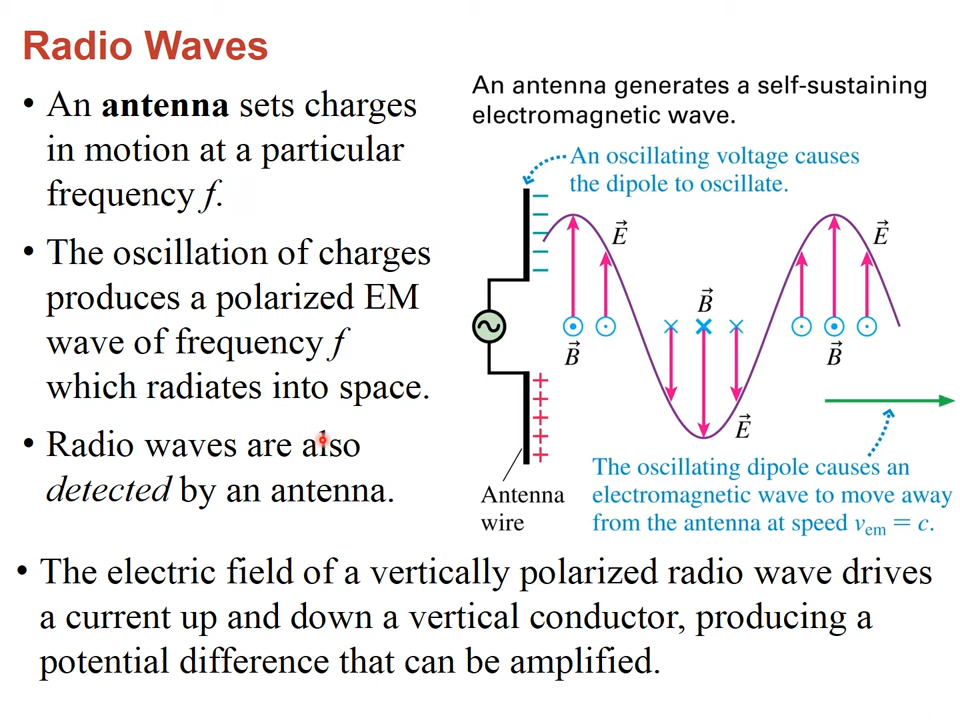 Radio Waves
• An antenna sets charges
in motion at a particular
frequency f.
• The oscillation of charges
produces a polarized EM
wave of frequency f
which radiates into space.
• Radio waves are also
detected by an antenna.
An antenna generates a self-sustaining
electromagnetic wave.
An oscillating voltage causes
the dipole to oscillate.
E⃗
E⃗
B⃗
B⃗
B⃗
E⃗
Antenna
wire
The oscillating dipole causes an
electromagnetic wave to move away
from the antenna at speed vem = c.
• The electric field of a vertically polarized radio wave drives
a current up and down a vertical conductor, producing a
potential difference that can be amplified.